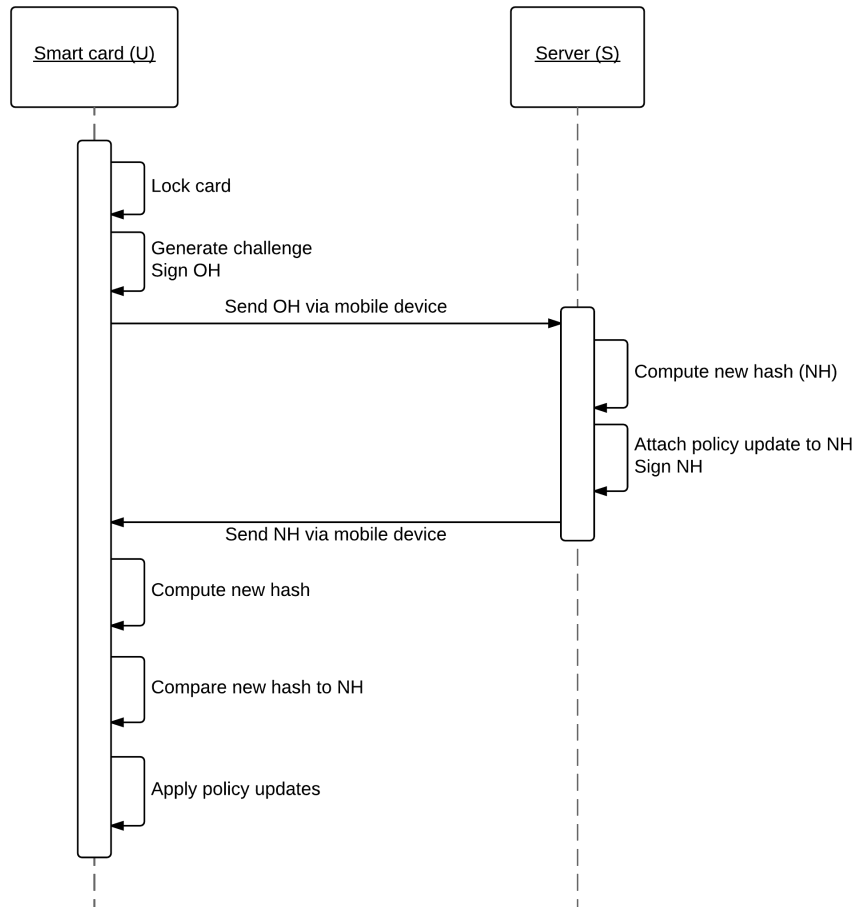 Smart card (U)
Server (S)
Lock card
Generate challenge
Sign OH
Send OH via mobile device
Compute new hash (NH)
Attach policy update to NH
Sign NH
Send NH via mobile device
Compute new hash
Compare new hash to NH
Apply policy updates